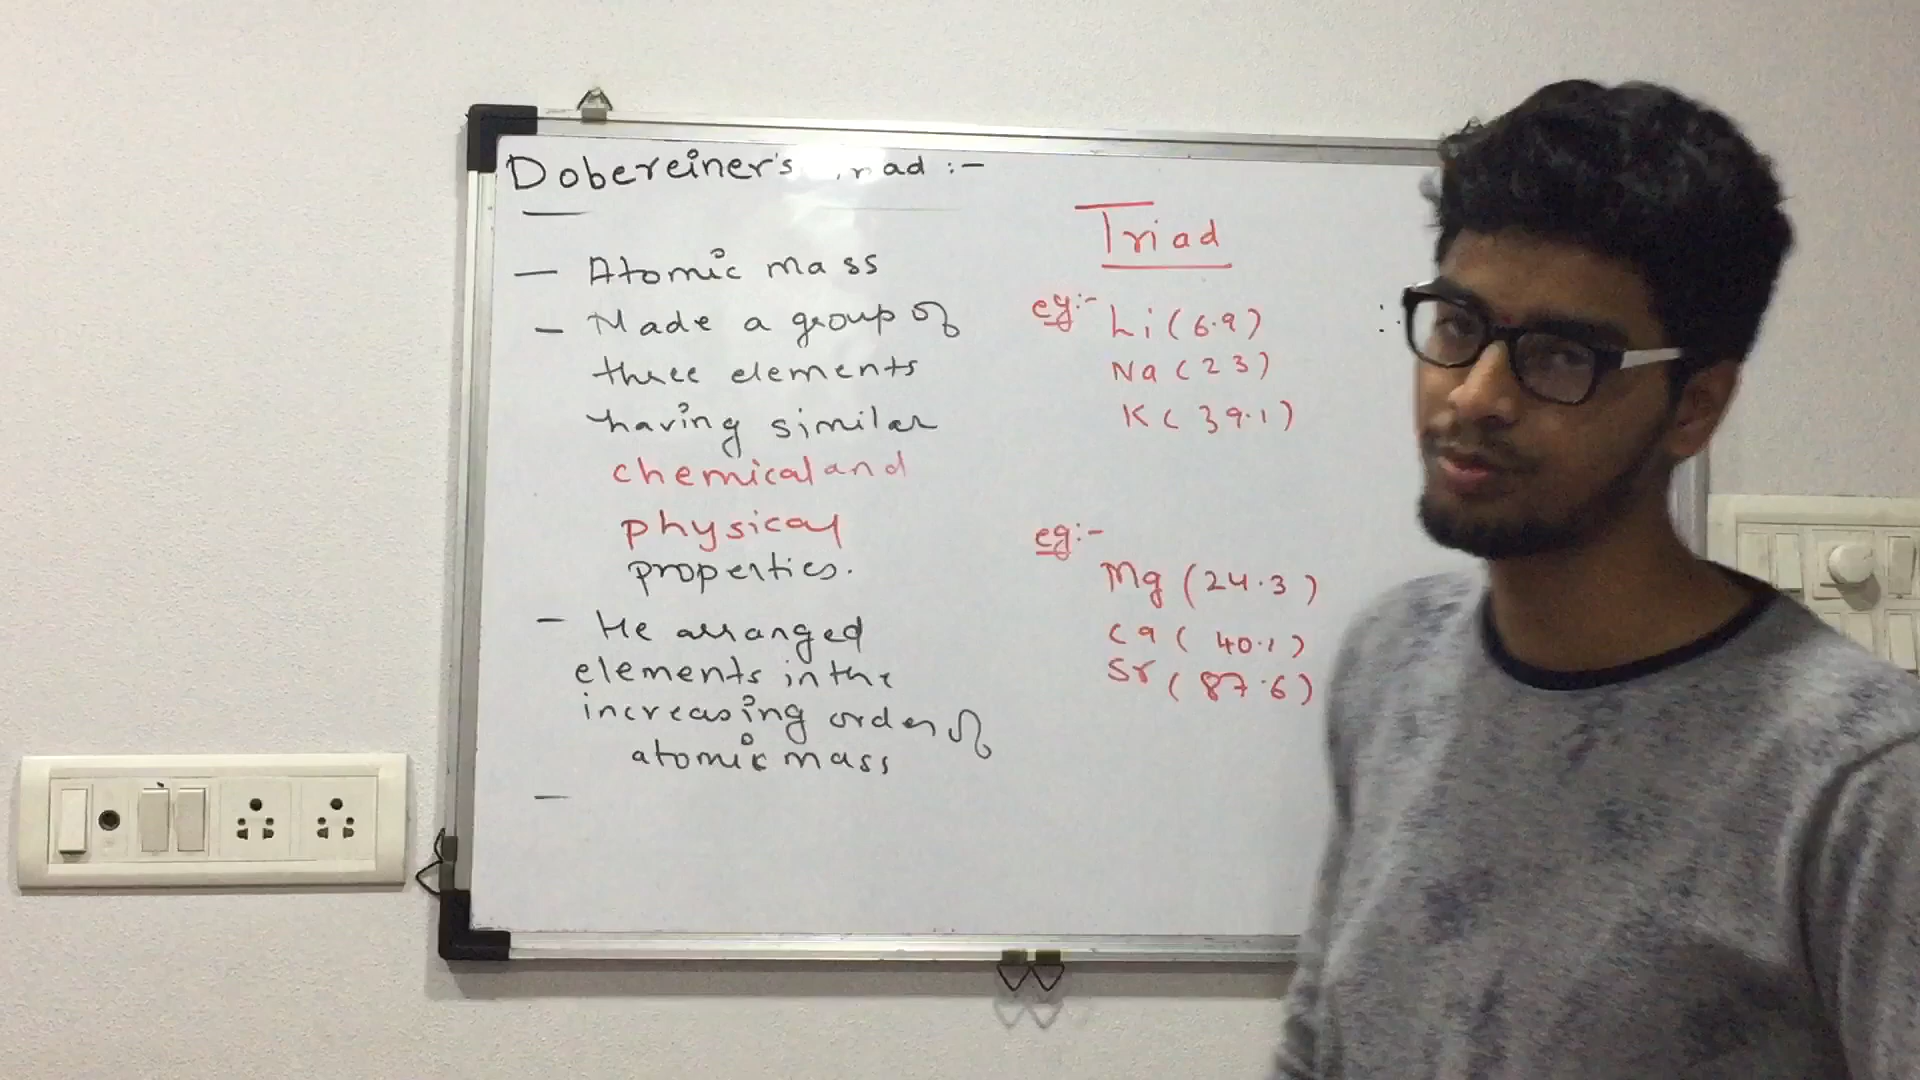 Dobereiner's Triad :-
- Atomic mass
- Made a group of
three elements
having similar
chemical and
physical
properties.
- He arranged
elements in the
increasing order of
atomic mass
-
Triad
eg:- Li (6.9)
Na (23)
K (39.1)
eg:-
Mg (24.3)
Ca (40.1)
Sr (87.6)